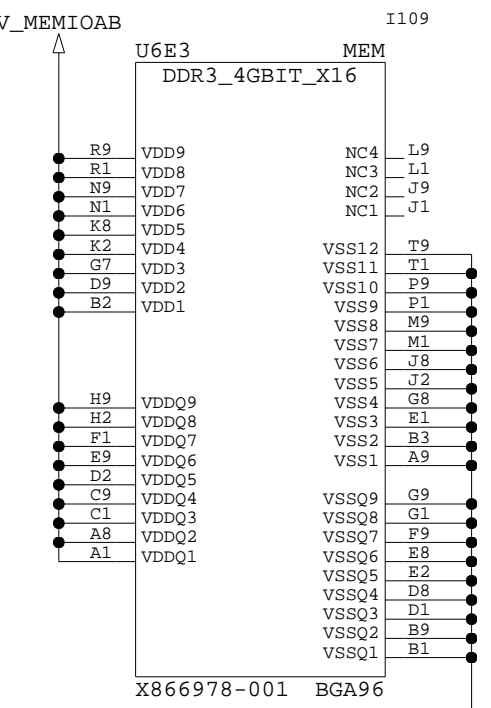 V_MEMIOAB
I109
U6E3 MEM
DDR3_4GBIT_X16
R9 VDD9 NC4 L9
R1 VDD8 NC3 L1
N9 VDD7 NC2 J9
N1 VDD6 NC1 J1
K8 VDD5
K2 VDD4 VSS12 T9
G7 VDD3 VSS11 T1
D9 VDD2 VSS10 P9
B2 VDD1 VSS9 P1
VSS8 M9
VSS7 M1
VSS6 J8
VSS5 J2
H9 VDDQ9 VSS4 G8
H2 VDDQ8 VSS3 E1
F1 VDDQ7 VSS2 B3
E9 VDDQ6 VSS1 A9
D2 VDDQ5
C9 VDDQ4 VSSQ9 G9
C1 VDDQ3 VSSQ8 G1
A8 VDDQ2 VSSQ7 F9
A1 VDDQ1 VSSQ6 E8
VSSQ5 E2
VSSQ4 D8
VSSQ3 D1
VSSQ2 B9
VSSQ1 B1
X866978-001 BGA96